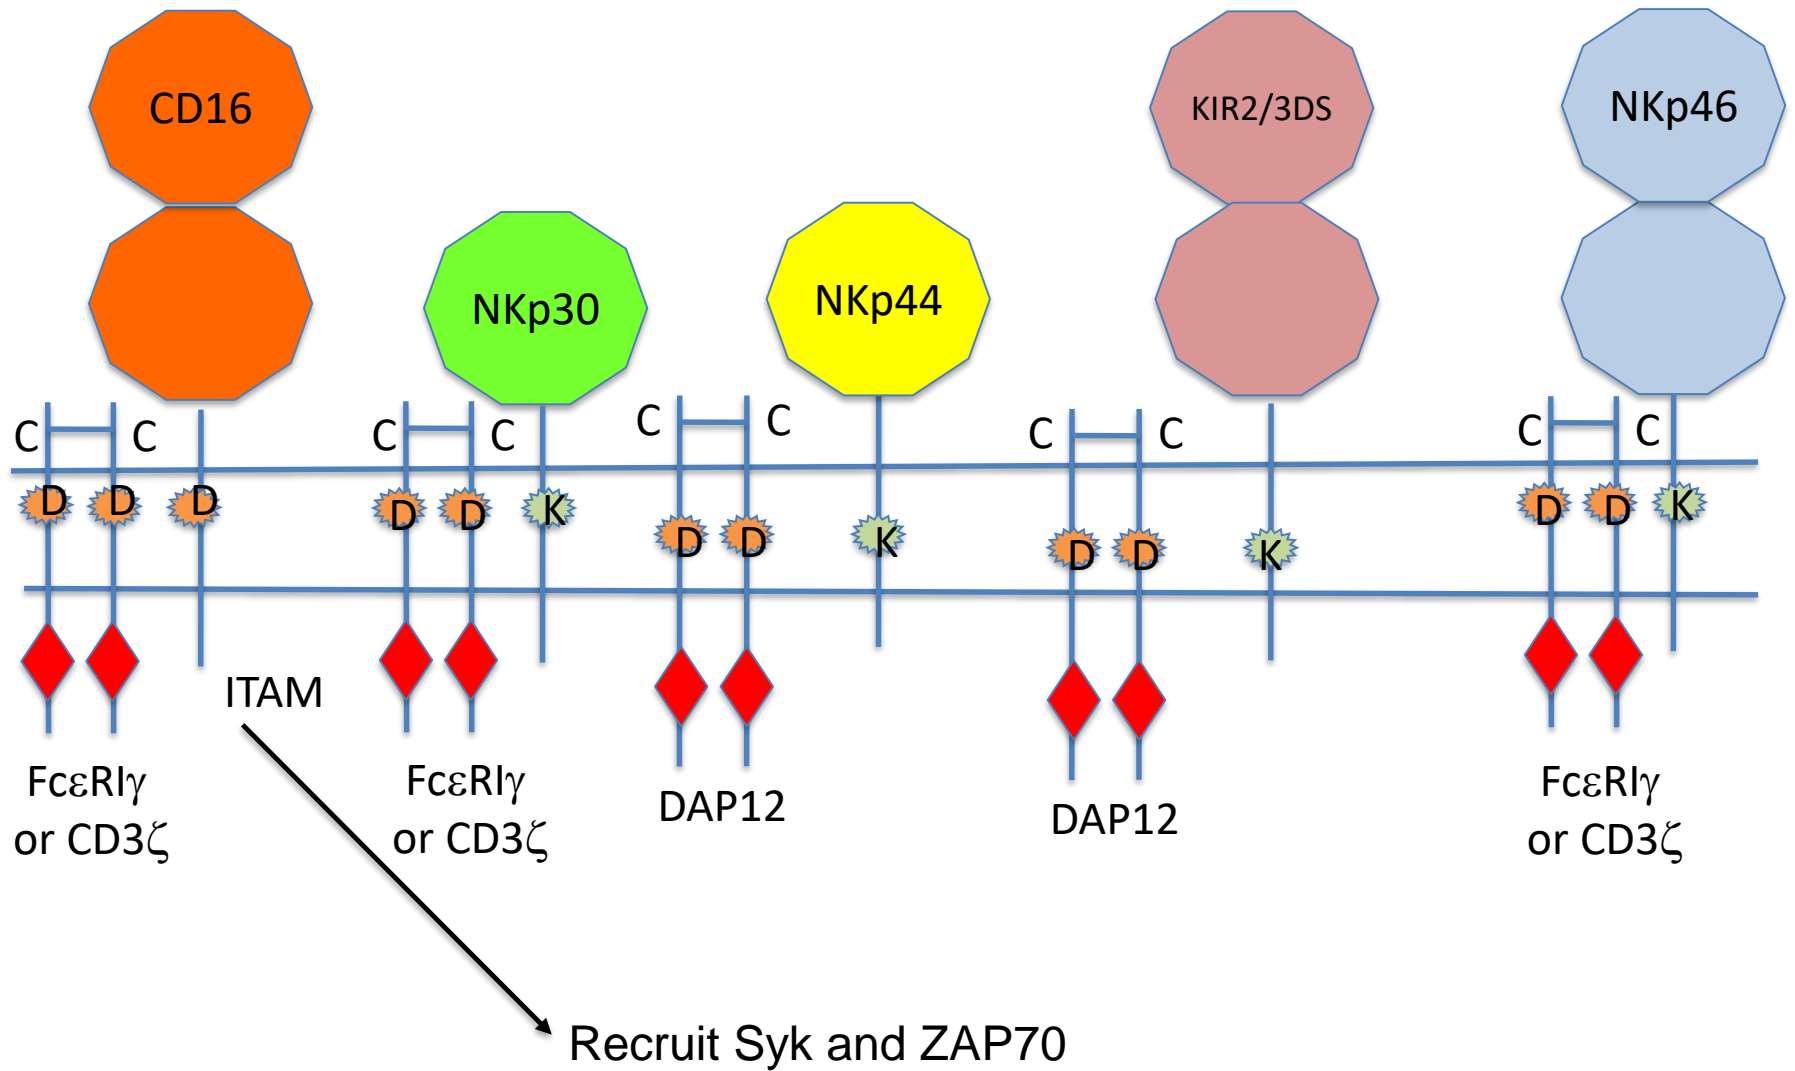 CD16
KIR2/3DS
NKp46
NKp30
NKp44
C C
C C
C C
C C
C C
D D D
D D K
D D K
D D K
D D K
ITAM
FcεRIγ
or CD3ζ
FcεRIγ
or CD3ζ
DAP12
DAP12
FcεRIγ
or CD3ζ
Recruit Syk and ZAP70